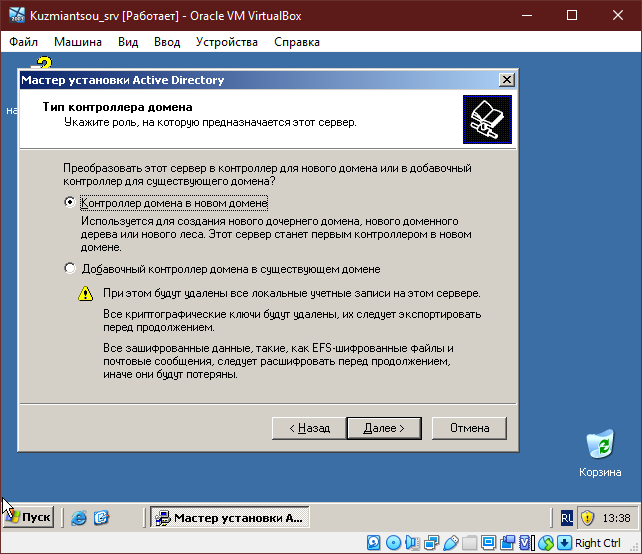 Kuzmiantsou_srv [Работает] - Oracle VM VirtualBox
Файл Машина Вид Ввод Устройства Справка
Мастер установки Active Directory
Тип контроллера домена
Укажите роль, на которую предназначается этот сервер.
Преобразовать этот сервер в контроллер для нового домена или в добавочный
контроллер для существующего домена?
Контроллер домена в новом домене
Используется для создания нового дочернего домена, нового доменного
дерева или нового леса. Этот сервер станет первым контроллером в новом
домене.
Добавочный контроллер домена в существующем домене
При этом будут удалены все локальные учетные записи на этом сервере.
Все криптографические ключи будут удалены, их следует экспортировать
перед продолжением.
Все зашифрованные данные, такие, как EFS-шифрованные файлы и
почтовые сообщения, следует расшифровать перед продолжением,
иначе они будут потеряны.
< Назад Далее > Отмена
Корзина
Пуск Мастер установки A... RU 13:38
Right Ctrl